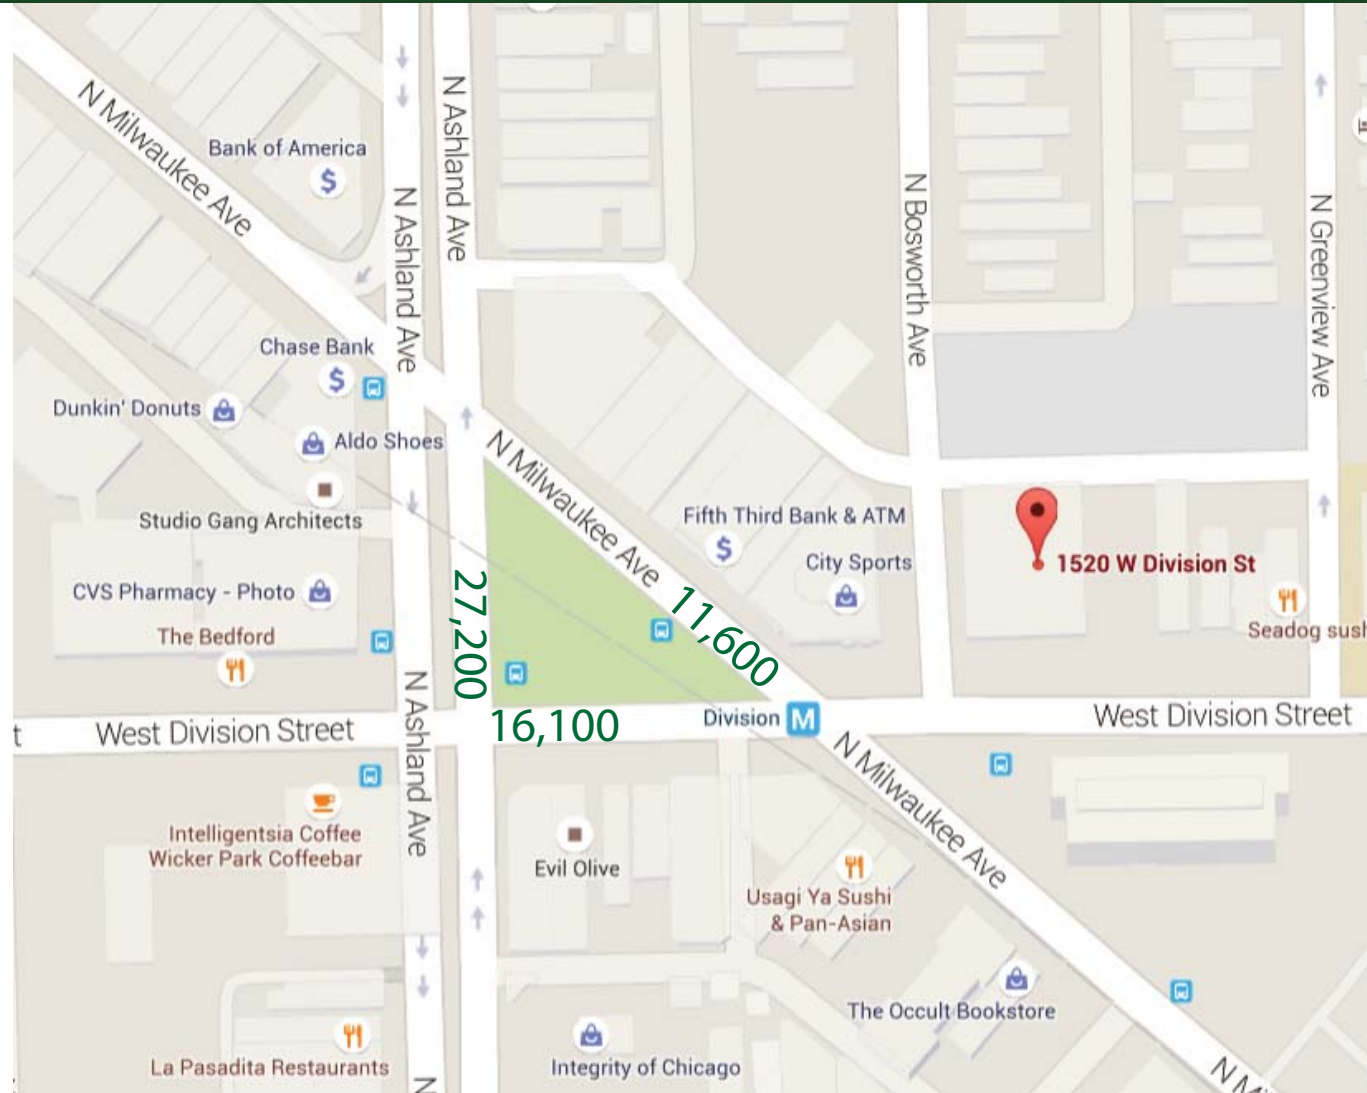 N Milwaukee Ave
N Ashland Ave
N Ashland Ave
Bank of America
N Bosworth Ave
N Greenview Ave
Chase Bank
Dunkin' Donuts
Aldo Shoes
N Milwaukee Ave
Studio Gang Architects
Fifth Third Bank & ATM
City Sports
1520 W Division St
CVS Pharmacy - Photo
27,200
11,600
The Bedford
Seadog sush
N Ashland Ave
t
West Division Street
16,100
Division M
West Division Street
N Milwaukee Ave
Intelligentsia Coffee
Wicker Park Coffeebar
Evil Olive
Usagi Ya Sushi
& Pan-Asian
The Occult Bookstore
La Pasadita Restaurants
Integrity of Chicago
N
N Mi